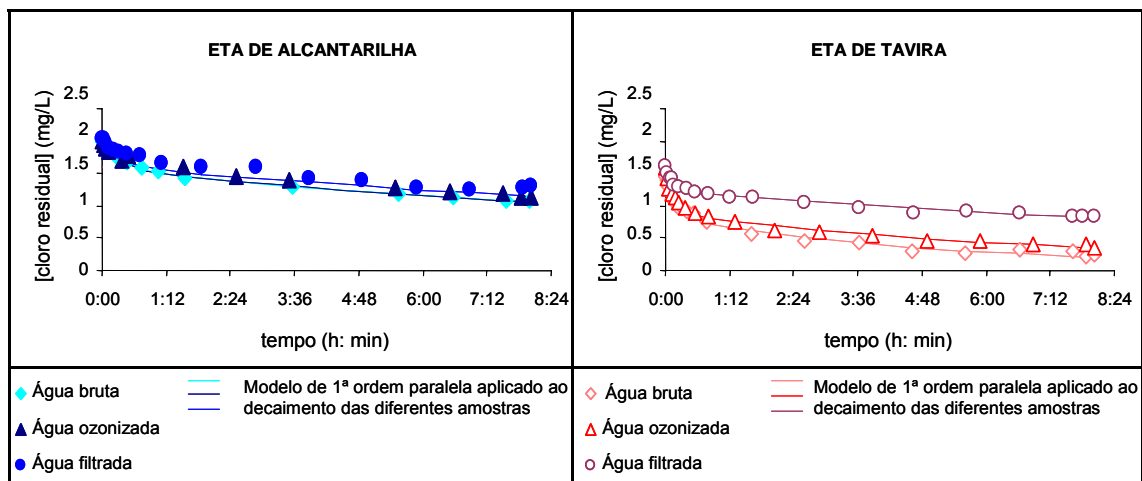 ETA DE ALCANTARILHA
[cloro residual] (mg/L)
2.5
2
1.5
1
0.5
0
0:00 1:12 2:24 3:36 4:48 6:00 7:12 8:24
tempo (h: min)
Água bruta
Água ozonizada
Água filtrada
Modelo de 1ª ordem paralela aplicado ao
decaimento das diferentes amostras
ETA DE TAVIRA
[cloro residual] (mg/L)
2.5
2
1.5
1
0.5
0
0:00 1:12 2:24 3:36 4:48 6:00 7:12 8:24
tempo (h: min)
Água bruta
Água ozonizada
Água filtrada
Modelo de 1ª ordem paralela aplicado ao
decaimento das diferentes amostras